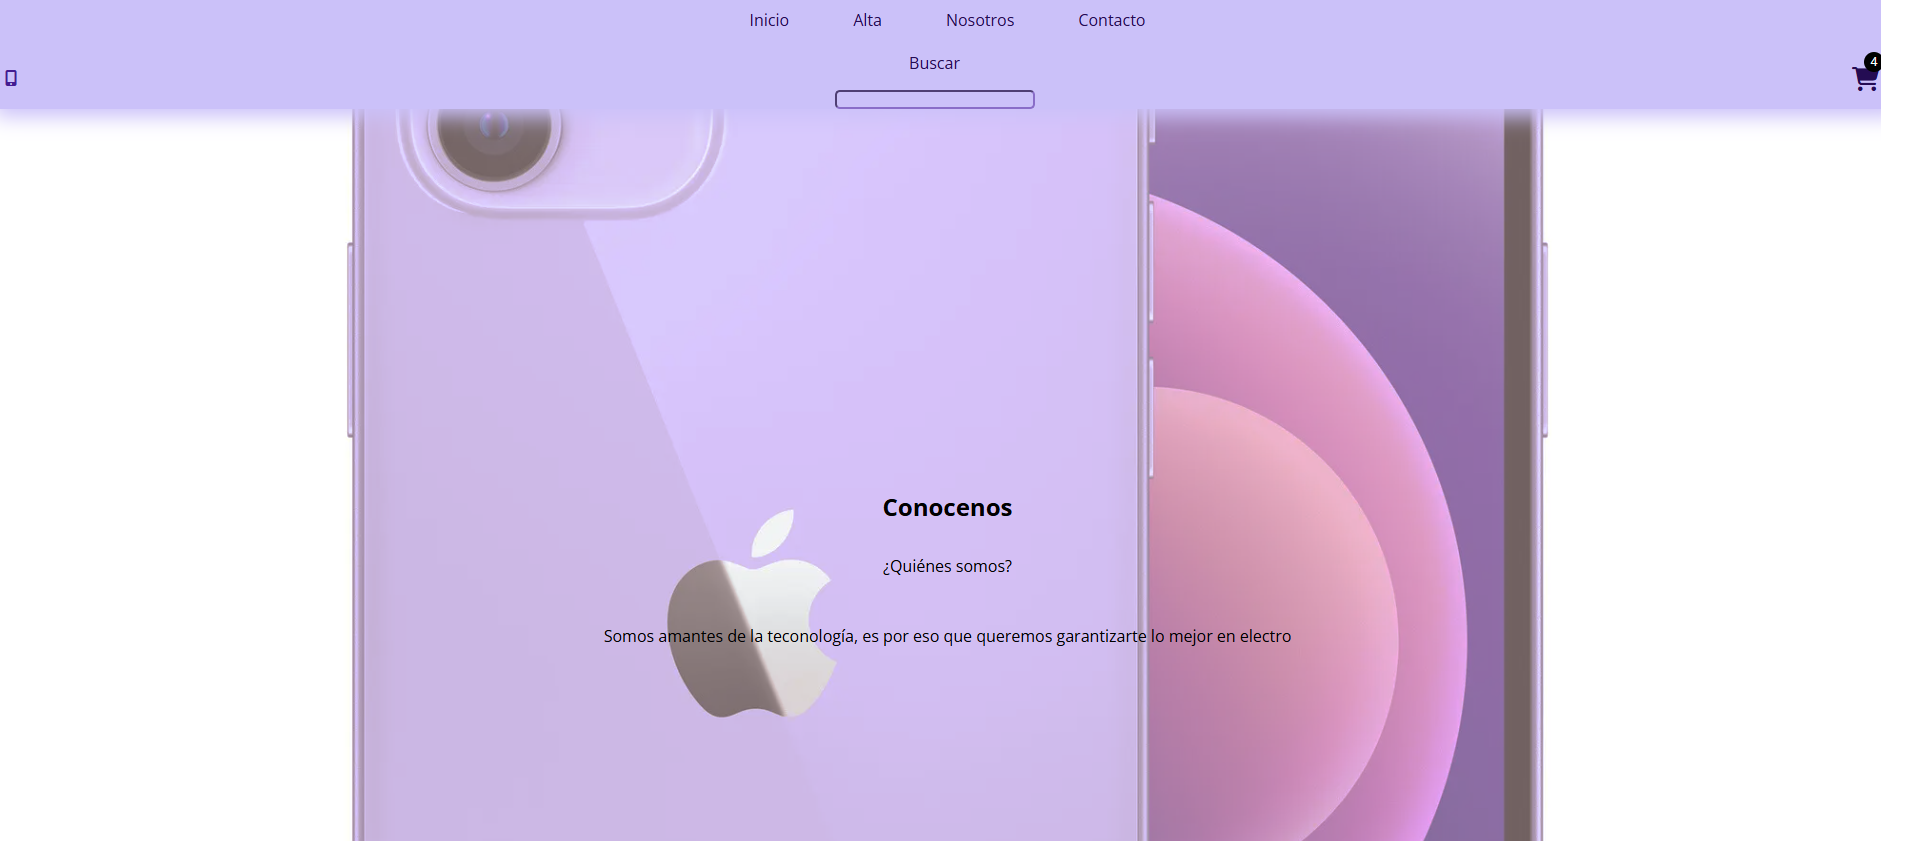 Inicio Alta Nosotros Contacto
Buscar
4
Conocenos
¿Quiénes somos?
Somos amantes de la teconología, es por eso que queremos garantizarte lo mejor en electro